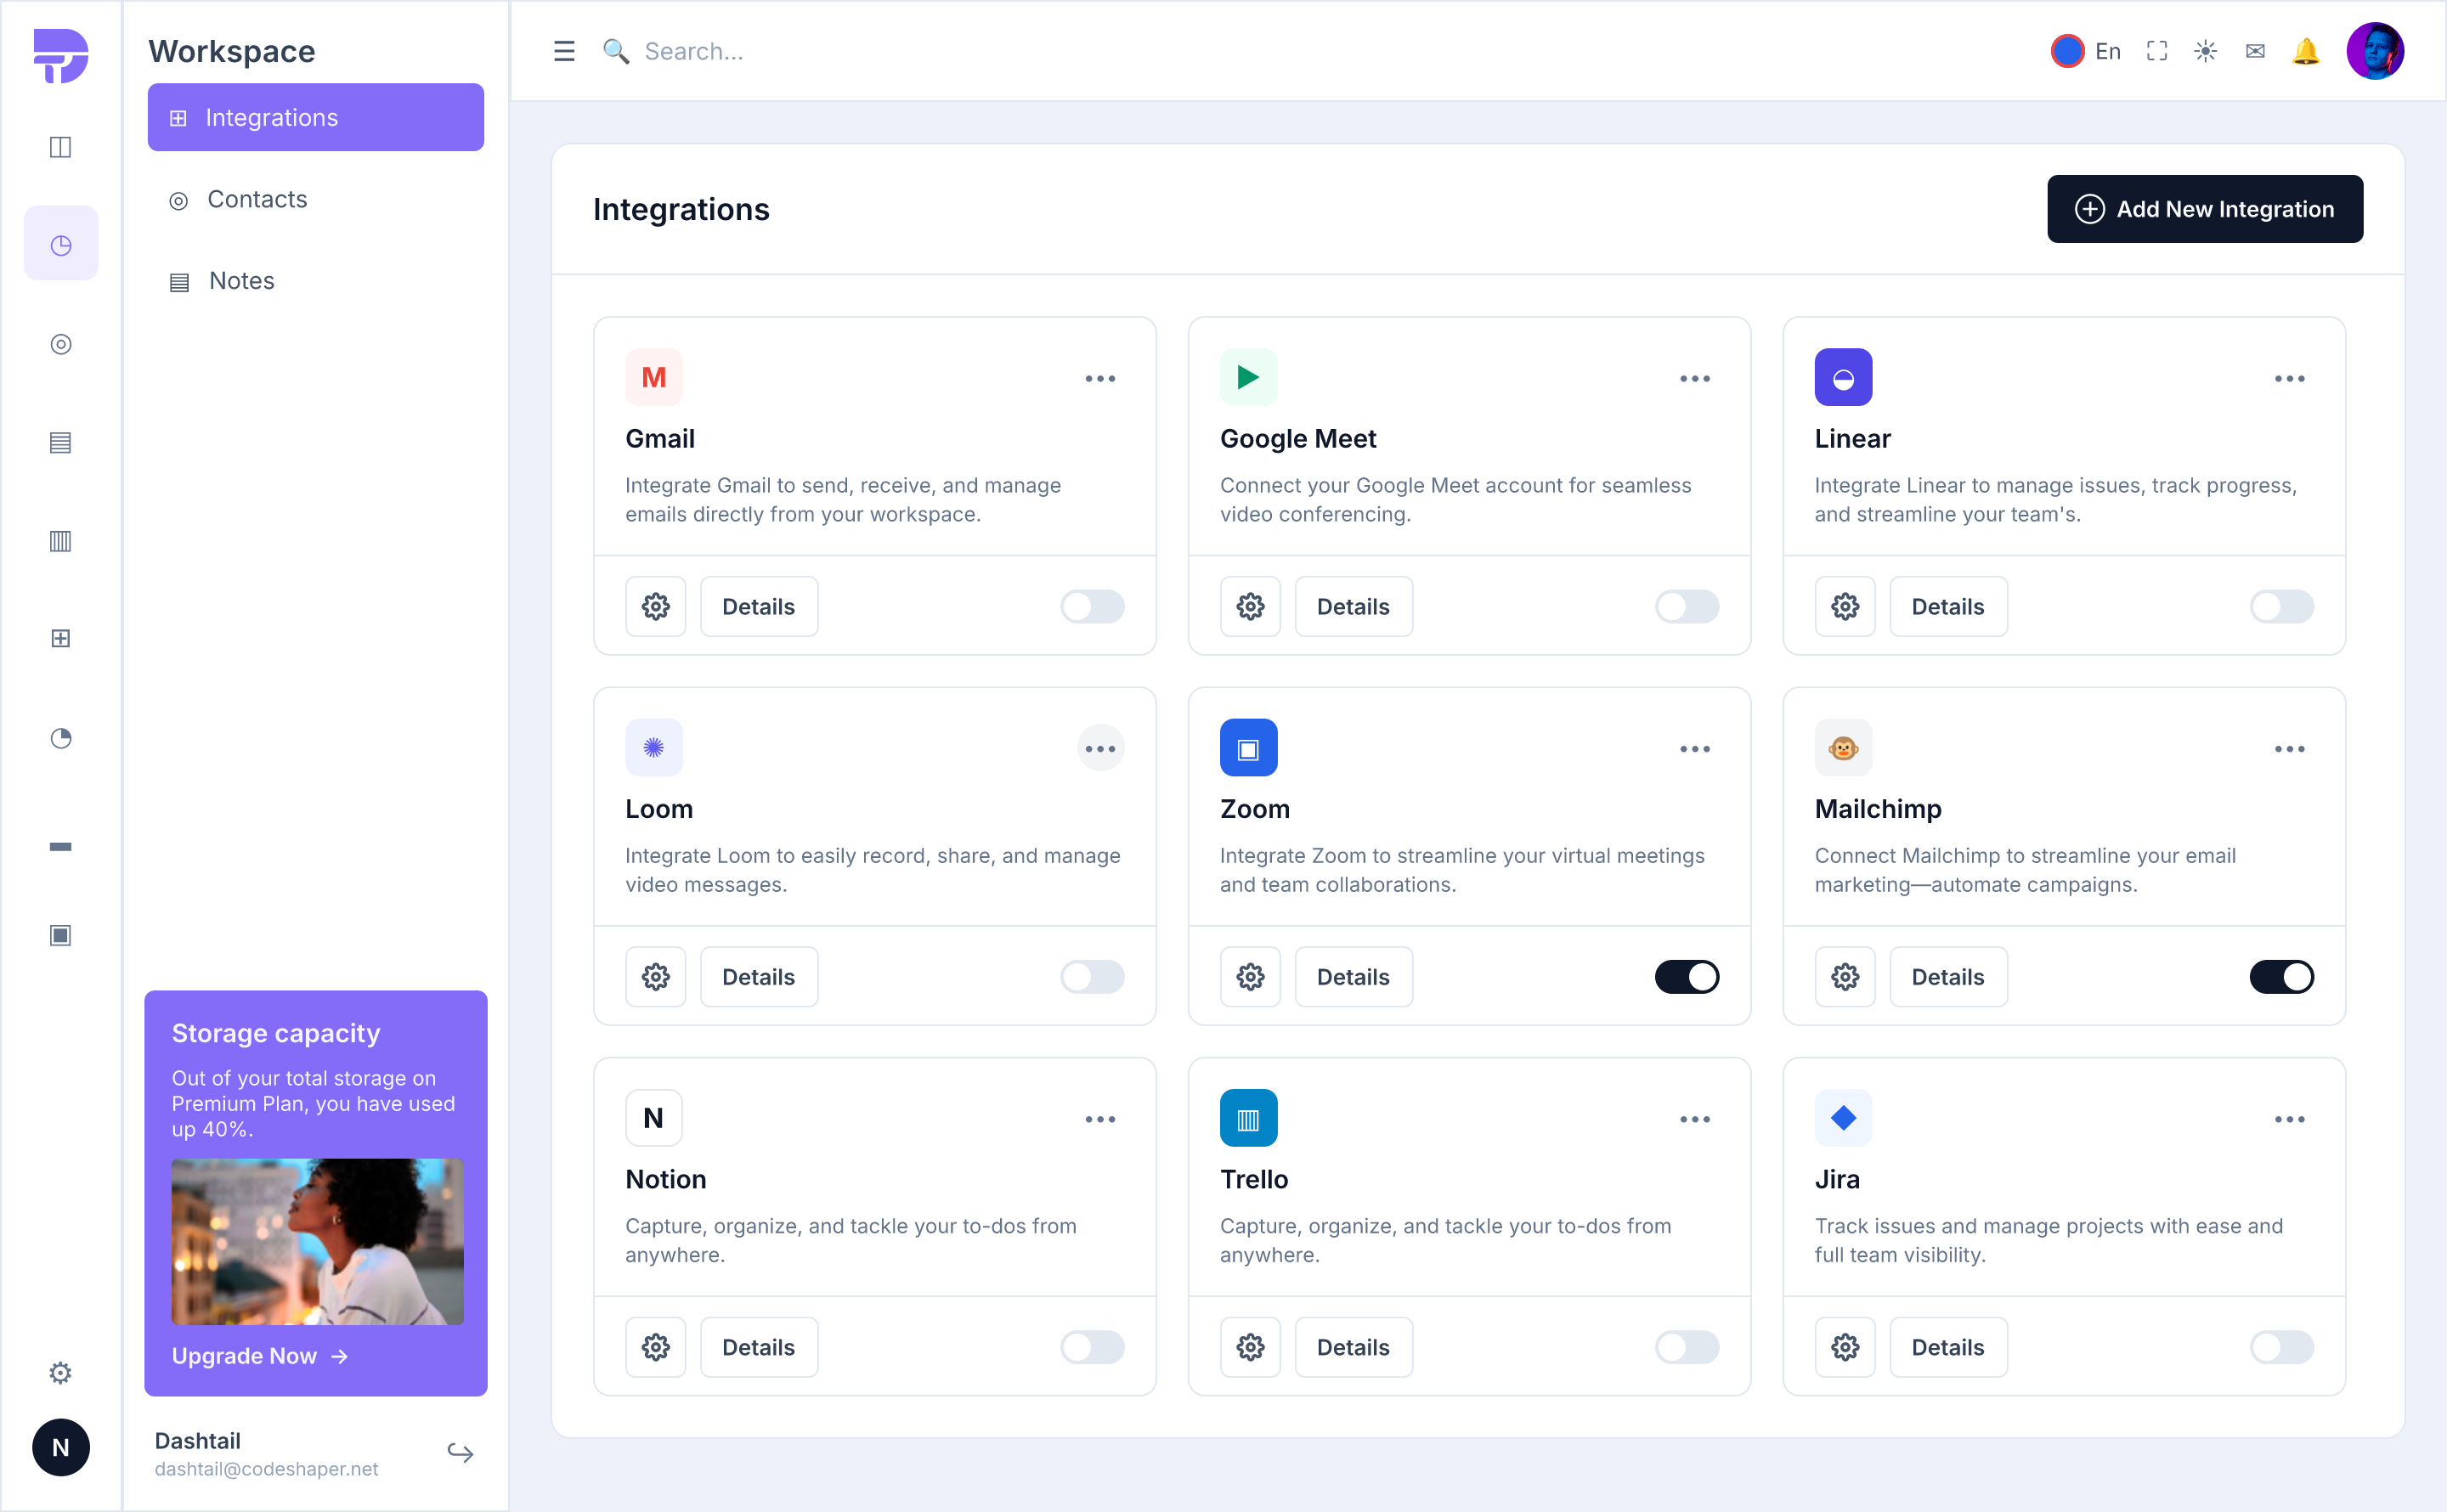 Workspace
Integrations
Contacts
Notes
Storage capacity
Out of your total storage on
Premium Plan, you have used
up 40%.
Upgrade Now →
N
Dashtail
dashtail@codeshaper.net
Search...
En
Integrations
Add New Integration
M
Gmail
Integrate Gmail to send, receive, and manage
emails directly from your workspace.
Details
Google Meet
Connect your Google Meet account for seamless
video conferencing.
Details
Linear
Integrate Linear to manage issues, track progress,
and streamline your team's.
Details
Loom
Integrate Loom to easily record, share, and manage
video messages.
Details
Zoom
Integrate Zoom to streamline your virtual meetings
and team collaborations.
Details
Mailchimp
Connect Mailchimp to streamline your email
marketing—automate campaigns.
Details
N
Notion
Capture, organize, and tackle your to-dos from
anywhere.
Details
Trello
Capture, organize, and tackle your to-dos from
anywhere.
Details
Jira
Track issues and manage projects with ease and
full team visibility.
Details